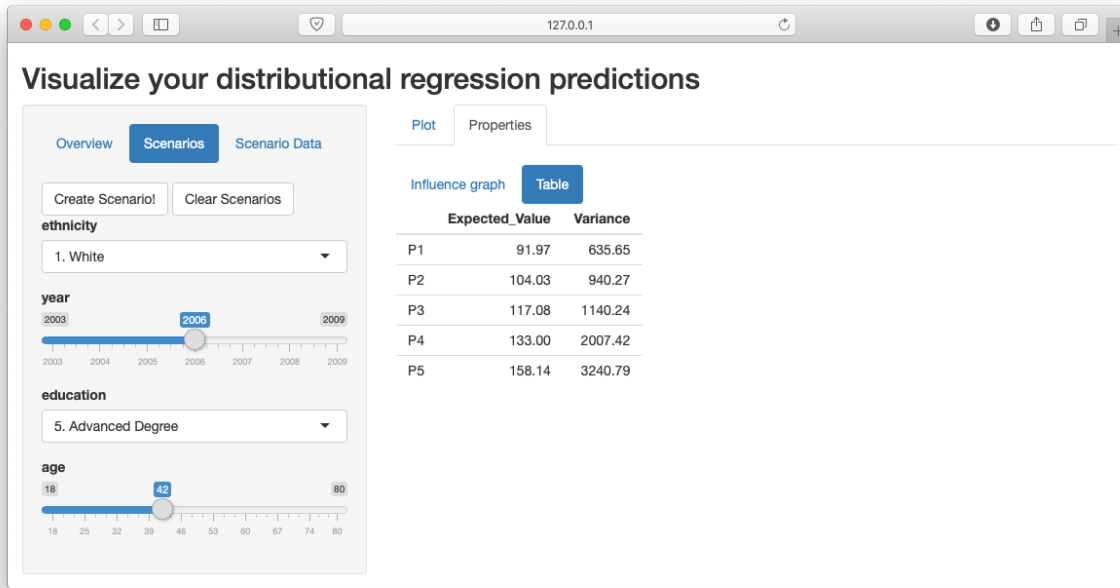 127.0.0.1
Visualize your distributional regression predictions
Overview Scenarios Scenario Data
Create Scenario! Clear Scenarios
ethnicity
1. White
year
2003 2006 2009
2003 2004 2005 2006 2007 2008 2009
education
5. Advanced Degree
age
18 42 80
18 25 32 39 46 53 60 67 74 80
Plot Properties
Influence graph Table
Expected_Value Variance
P1 91.97 635.65
P2 104.03 940.27
P3 117.08 1140.24
P4 133.00 2007.42
P5 158.14 3240.79